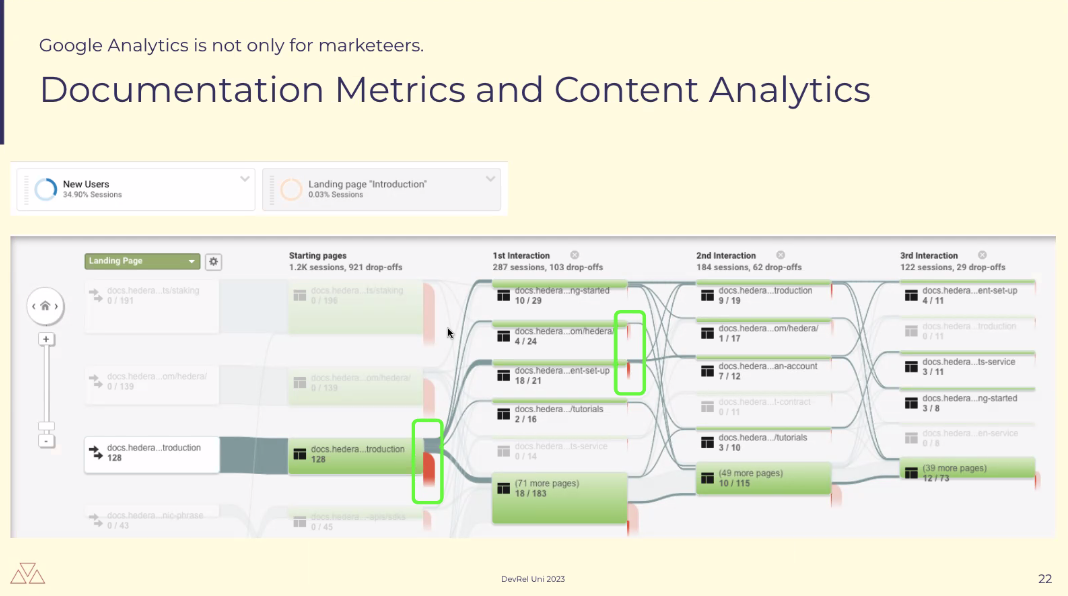 Google Analytics is not only for marketeers.
Documentation Metrics and Content Analytics
New Users
34.90% Sessions
Landing page "Introduction"
0.03% Sessions
Landing Page
Starting pages
1.2K sessions, 921 drop-offs
1st Interaction
287 sessions, 103 drop-offs
2nd Interaction
184 sessions, 62 drop-offs
3rd Interaction
122 sessions, 29 drop-offs
docs.hedera...ts/staking
0 / 191
docs.hedera...om/hedera/
0 / 139
docs.hedera...troduction
128
docs.hedera...nic-phrase
0 / 43
docs.hedera...ts/staking
0 / 196
docs.hedera...om/hedera/
0 / 139
docs.hedera...troduction
128
0 / 45
docs.hedera...ng-started
10 / 29
docs.hedera...om/hedera/
4 / 24
docs.hedera...ent-set-up
18 / 21
docs.hedera.../tutorials
2 / 16
docs.hedera...ts-service
0 / 14
(71 more pages)
18 / 183
docs.hedera...troduction
9 / 19
docs.hedera...om/hedera/
1 / 17
docs.hedera...an-account
7 / 12
docs.hedera...t-contract
0 / 11
docs.hedera.../tutorials
3 / 10
(49 more pages)
10 / 115
docs.hedera...ent-set-up
4 / 11
docs.hedera...troduction
0 / 11
docs.hedera...ts-service
3 / 11
docs.hedera...ng-started
3 / 8
docs.hedera...en-service
0 / 8
(39 more pages)
12 / 73
DevRel Uni 2023
22